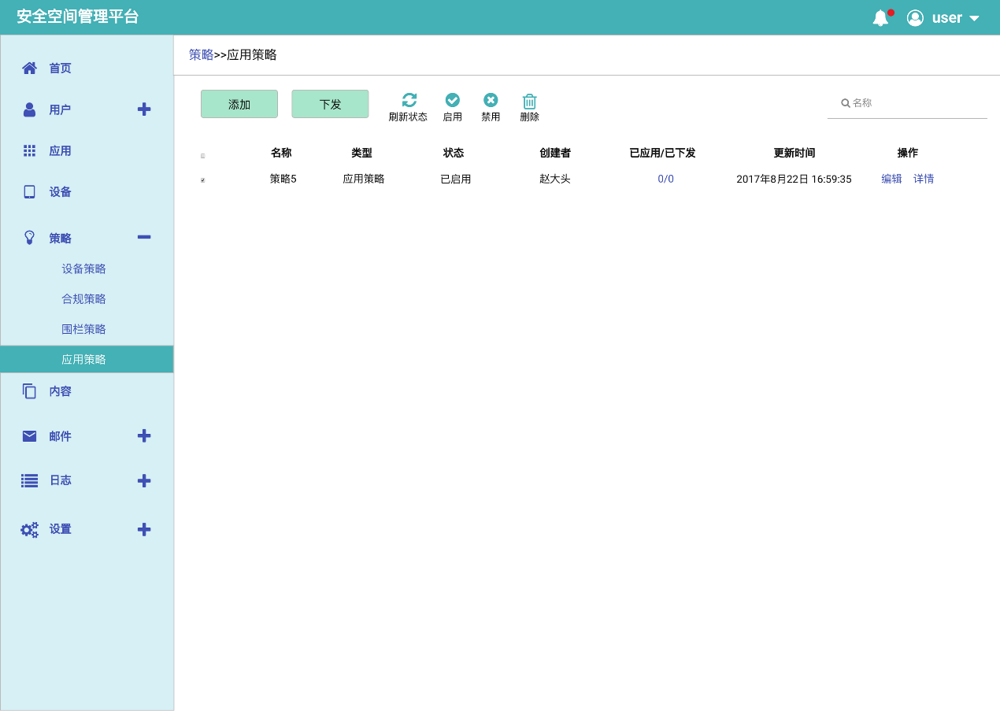 安全空间管理平台
user
首页
用户
应用
设备
策略
设备策略
合规策略
围栏策略
应用策略
内容
邮件
日志
设置
策略>>应用策略
添加
下发
刷新状态
启用
禁用
删除
名称
名称 类型 状态 创建者 已应用/已下发 更新时间 操作
策略5 应用策略 已启用 赵大头 0/0 2017年8月22日 16:59:35 编辑 详情